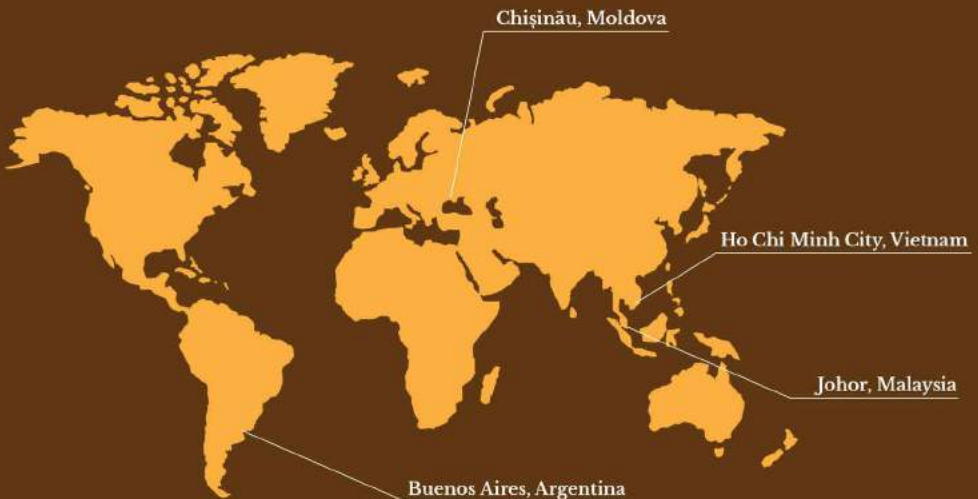 Chișinău, Moldova
Ho Chi Minh City, Vietnam
Johor, Malaysia
Buenos Aires, Argentina